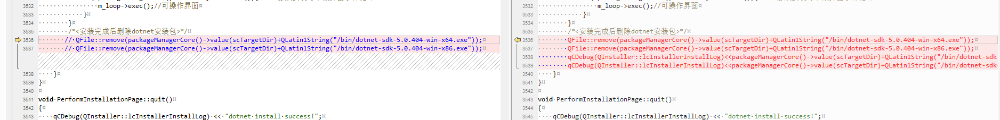 3532 m_loop->exec();//可操作界面
3533 }
3534 }
3535 /*<安装完成后删除dotnet安装包>*/
3536 // QFile::remove(packageManagerCore()->value(scTargetDir)+QLatin1String("/bin/dotnet-sdk-5.0.404-win-x64.exe"));
3537 // QFile::remove(packageManagerCore()->value(scTargetDir)+QLatin1String("/bin/dotnet-sdk-5.0.404-win-x86.exe"));
3538 }
3539 }
3540
3541 void PerformInstallationPage::quit()
3542 {
3543 qCDebug(QInstaller::lcInstallerInstallLog) << "dotnet install success!";
3532 m_loop->exec();//可操作界面
3533 }
3534 }
3535 /*<安装完成后删除dotnet安装包>*/
3536 QFile::remove(packageManagerCore()->value(scTargetDir)+QLatin1String("/bin/dotnet-sdk-5.0.404-win-x64.exe"));
3537 QFile::remove(packageManagerCore()->value(scTargetDir)+QLatin1String("/bin/dotnet-sdk-5.0.404-win-x86.exe"));
3538 qCDebug(QInstaller::lcInstallerInstallLog)<<packageManagerCore()->value(scTargetDir)+QLatin1String("/bin/dotnet-sdk
3539 qCDebug(QInstaller::lcInstallerInstallLog)<<packageManagerCore()->value(scTargetDir)+QLatin1String("/bin/dotnet-sdk
3540 }
3541 }
3542
3543 void PerformInstallationPage::quit()
3544 {
3545 qCDebug(QInstaller::lcInstallerInstallLog) << "dotnet install success!";